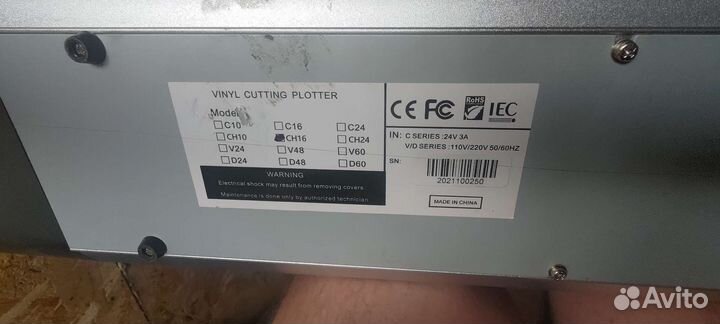 VINYL CUTTING PLOTTER
Model
C10 C16 C24
CH10 CH16 CH24
V24 V48 V60
D24 D48 D60
WARNING
Electrical shock may result from removing covers.
Maintenance is done only by authorized technician
CE FC RoHS IEC
IN: C SERIES :24V 3A
V/D SERIES: 110V/220V 50/60HZ
SN:
2021100250
MADE IN CHINA
Avito